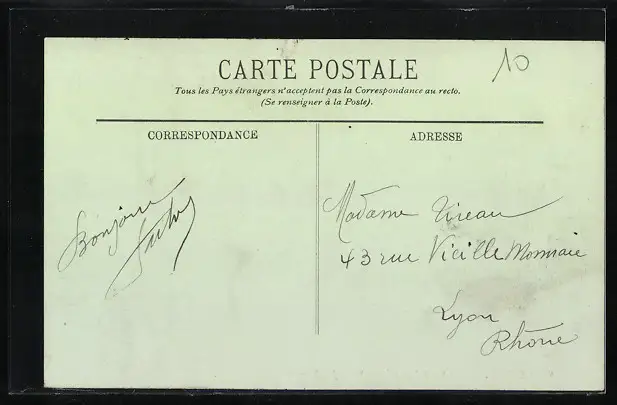 CARTE POSTALE
10
Tous les Pays étrangers n'acceptent pas la Correspondance au recto.
(Se renseigner à la Poste).
CORRESPONDANCE
ADRESSE
Bonjour
Madame Vireau
43 rue Vieille Monnaie
Lyon
Rhône